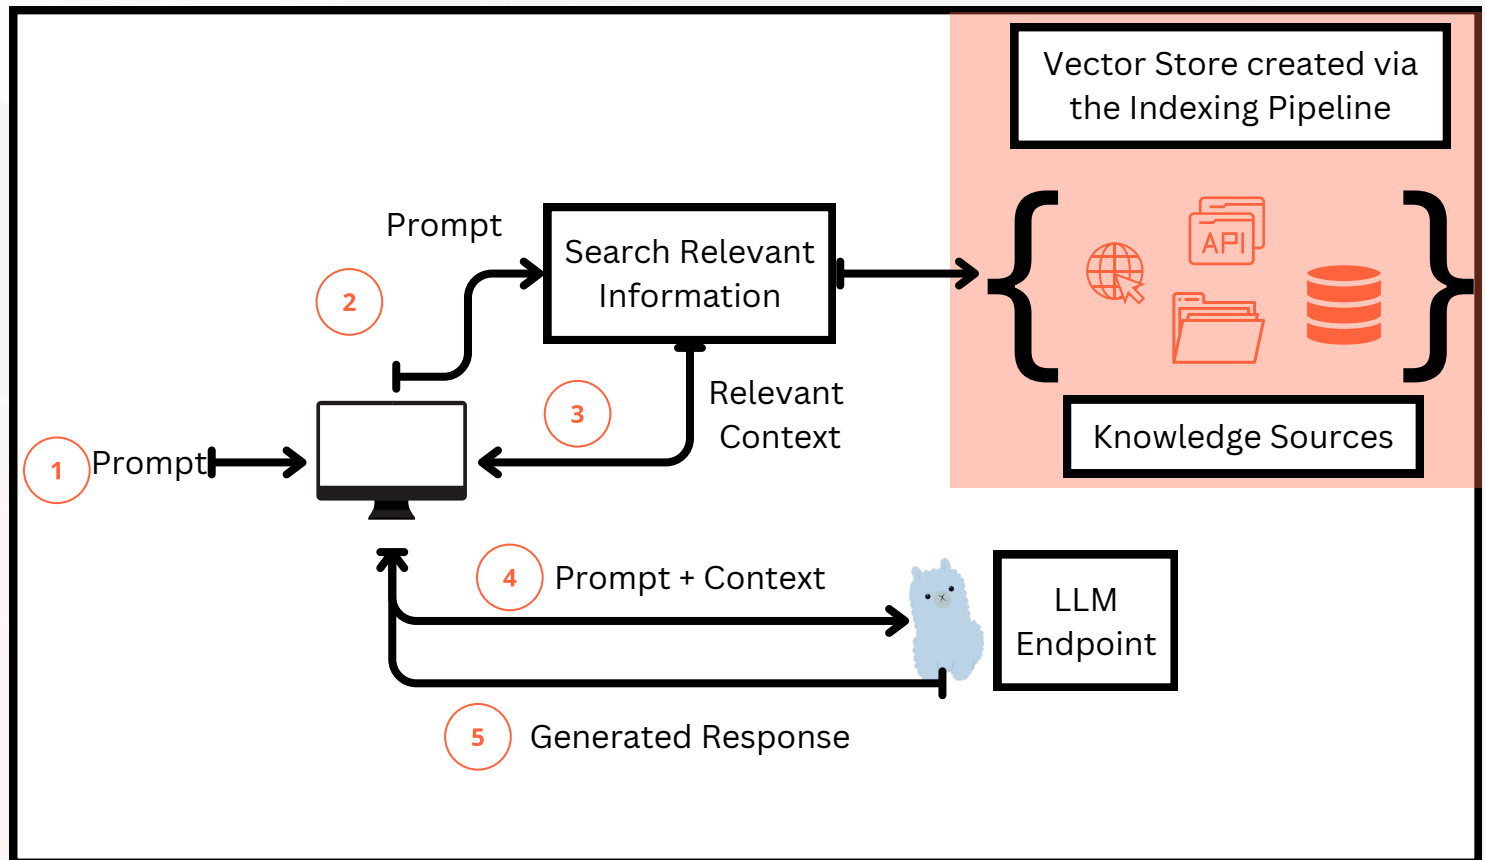 Vector Store created via
the Indexing Pipeline
Prompt
Search Relevant
Information
API
2
3
Relevant
Context
Knowledge Sources
1
Prompt
4
Prompt + Context
LLM
Endpoint
5
Generated Response